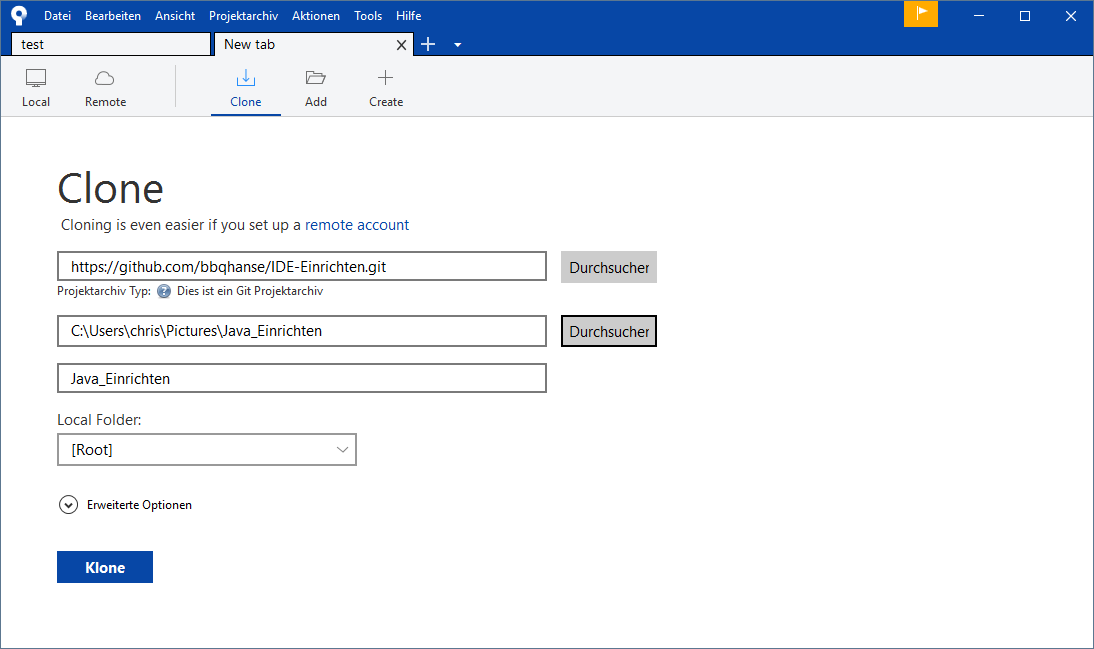 Datei Bearbeiten Ansicht Projektarchiv Aktionen Tools Hilfe
test New tab
Local Remote Clone Add Create
Clone
Cloning is even easier if you set up a remote account
https://github.com/bbqhanse/IDE-Einrichten.git Durchsucher
Projektarchiv Typ: ? Dies ist ein Git Projektarchiv
C:\Users\chris\Pictures\Java_Einrichten Durchsucher
Java_Einrichten
Local Folder:
[Root]
Erweiterte Optionen
Klone